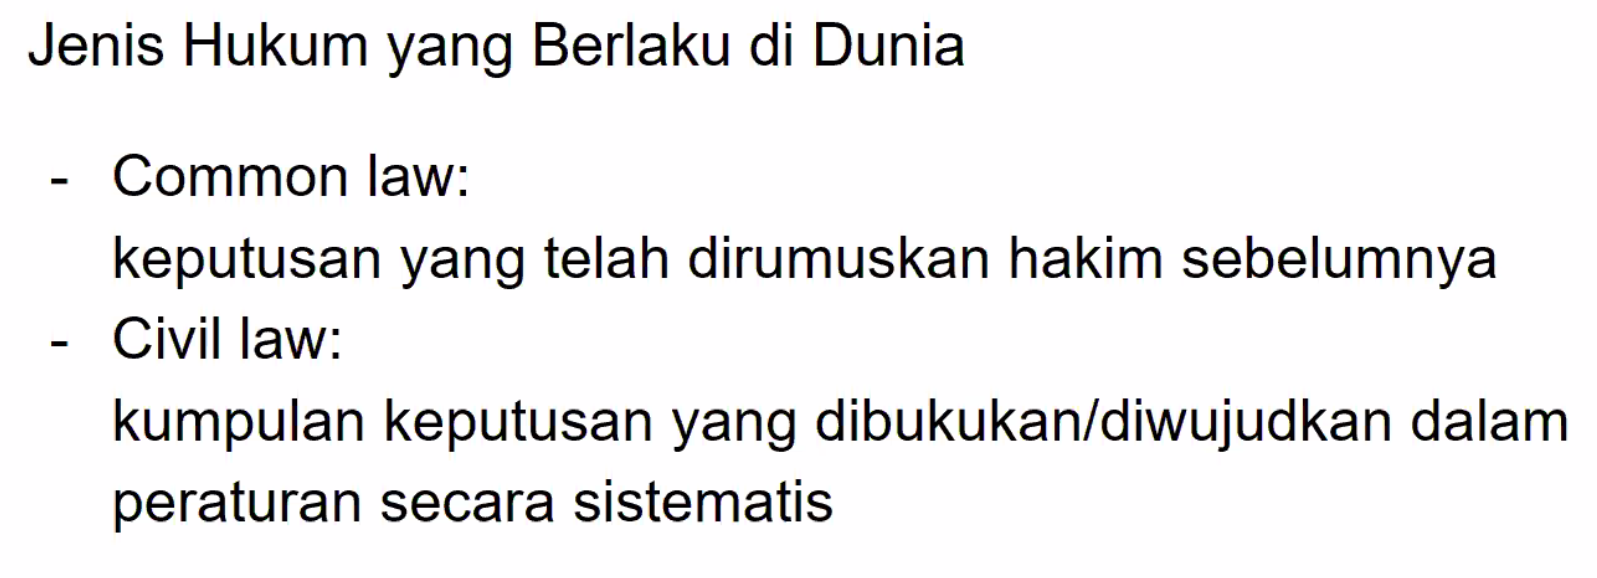 Jenis Hukum yang Berlaku di Dunia
- Common law:
keputusan yang telah dirumuskan hakim sebelumnya
- Civil law:
kumpulan keputusan yang dibukukan/diwujudkan dalam
peraturan secara sistematis